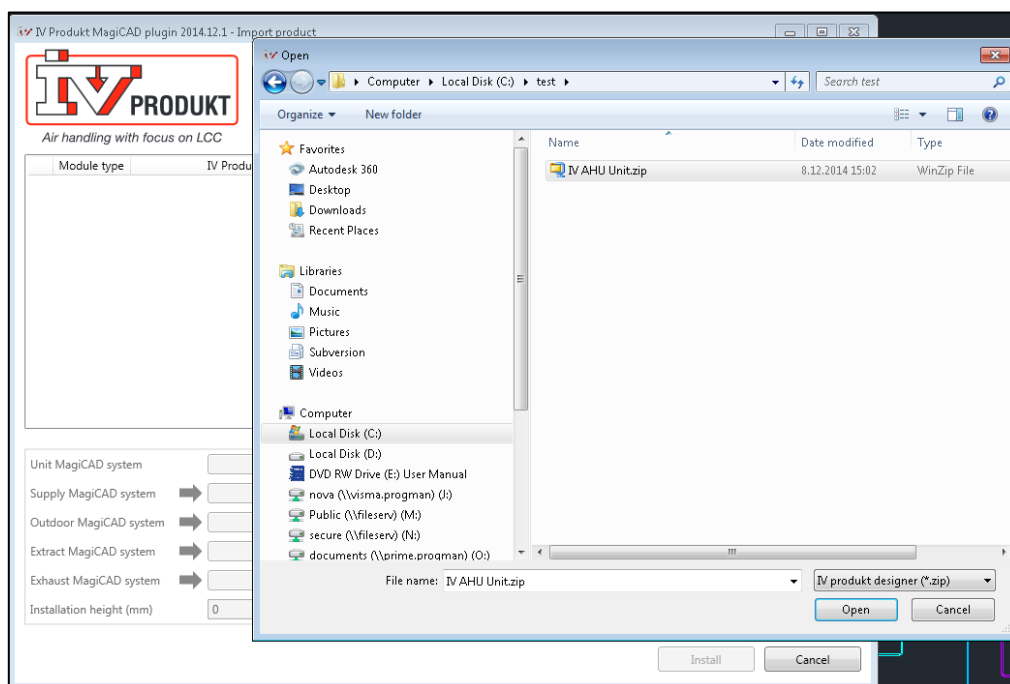 IV Produkt MagiCAD plugin 2014.12.1 - Import product
IV
PRODUKT
Air handling with focus on LCC
Module type
IV Produ
Unit MagiCAD system
Supply MagiCAD system
Outdoor MagiCAD system
Extract MagiCAD system
Exhaust MagiCAD system
Installation height (mm)
0
Install
Cancel
Open
Computer
Local Disk (C:)
test
Search test
Organize
New folder
Favorites
Autodesk 360
Desktop
Downloads
Recent Places
Libraries
Documents
Music
Pictures
Subversion
Videos
Computer
Local Disk (C:)
Local Disk (D:)
DVD RW Drive (E:) User Manual
nova (\\visma.progman) (J:)
Public (\\fileserv) (M:)
secure (\\fileserv) (N:)
documents (\\prime.progman) (O:)
Name
Date modified
Type
IV AHU Unit.zip
8.12.2014 15:02
WinZip File
File name:
IV AHU Unit.zip
IV produkt designer (*.zip)
Open
Cancel